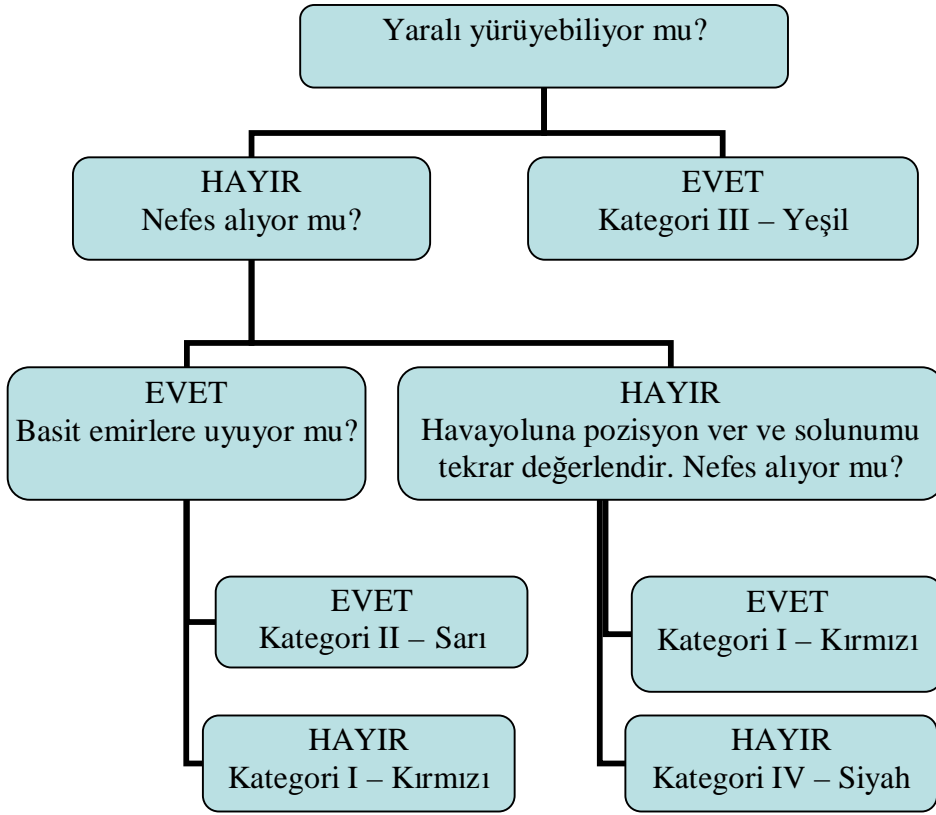 Yaralı yürüyebiliyor mu?
HAYIR
Nefes alıyor mu?
EVET
Kategori III – Yeşil
EVET
Basit emirlere uyuyor mu?
HAYIR
Havayoluna pozisyon ver ve solunumu
tekrar değerlendir. Nefes alıyor mu?
EVET
Kategori II – Sarı
EVET
Kategori I – Kırmızı
HAYIR
Kategori I – Kırmızı
HAYIR
Kategori IV – Siyah